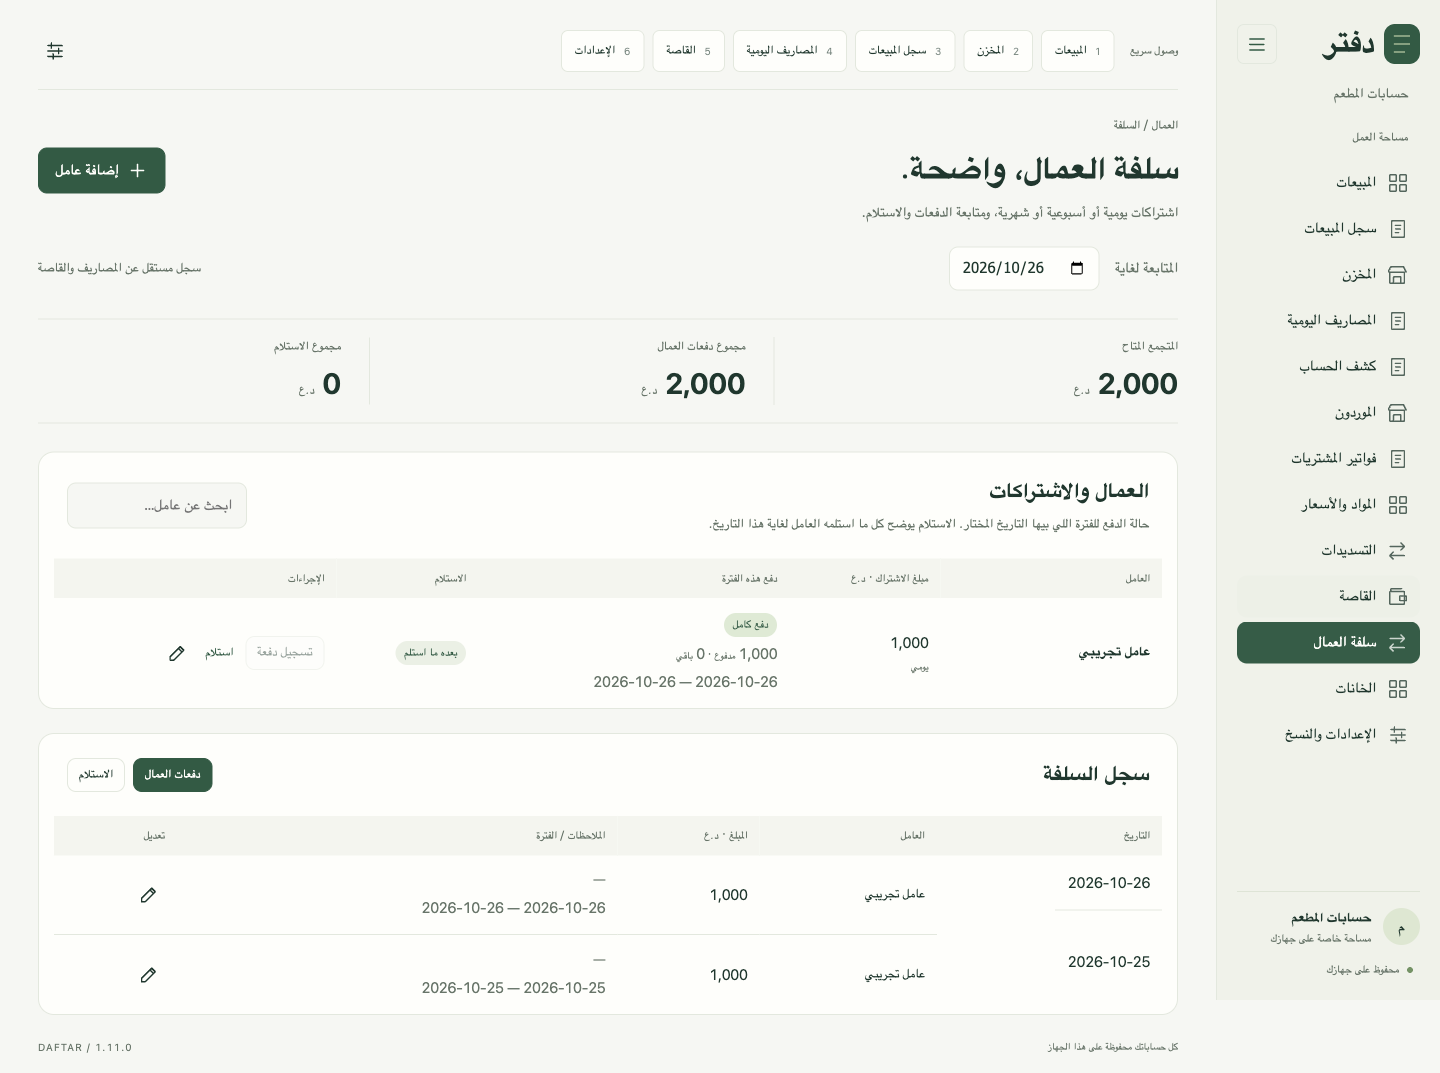 دفتر
حسابات المطعم
مساحة العمل
المبيعات
سجل المبيعات
المخزن
المصاريف اليومية
كشف الحساب
الموردون
فواتير المشتريات
المواد والأسعار
التسديدات
القاصة
سلفة العمال
الخانات
الإعدادات والنسخ
م
حسابات المطعم
مساحة خاصة على جهازك
محفوظ على جهازك
وصول سريع
1 المبيعات
2 المخزن
3 سجل المبيعات
4 المصاريف اليومية
5 القاصة
6 الإعدادات
العمال / السلفة
سلفة العمال، واضحة.
إضافة عامل
اشتراكات يومية أو أسبوعية أو شهرية، ومتابعة الدفعات والاستلام.
المتابعة لغاية 2026/10/26
سجل مستقل عن المصاريف والقاصة
المتجمع المتاح
2,000 د.ع
مجموع دفعات العمال
2,000 د.ع
مجموع الاستلام
0 د.ع
العمال والاشتراكات
ابحث عن عامل...
حالة الدفع للفترة اللي بيها التاريخ المختار. الاستلام يوضح كل ما استلمه العامل لغاية هذا التاريخ.
العامل مبلغ الاشتراك · د.ع دفع هذه الفترة الاستلام الإجراءات
عامل تجريبي
1,000
يومي
دفع كامل
1,000 مدفوع · 0 باقي
2026-10-26 — 2026-10-26
بعده ما استلم
تسجيل دفعة
استلام
سجل السلفة
دفعات العمال
الاستلام
التاريخ العامل المبلغ · د.ع الملاحظات / الفترة تعديل
2026-10-26 عامل تجريبي 1,000 —
2026-10-26 — 2026-10-26
2026-10-25 عامل تجريبي 1,000 —
2026-10-25 — 2026-10-25
كل حساباتك محفوظة على هذا الجهاز
DAFTAR / 1.11.0